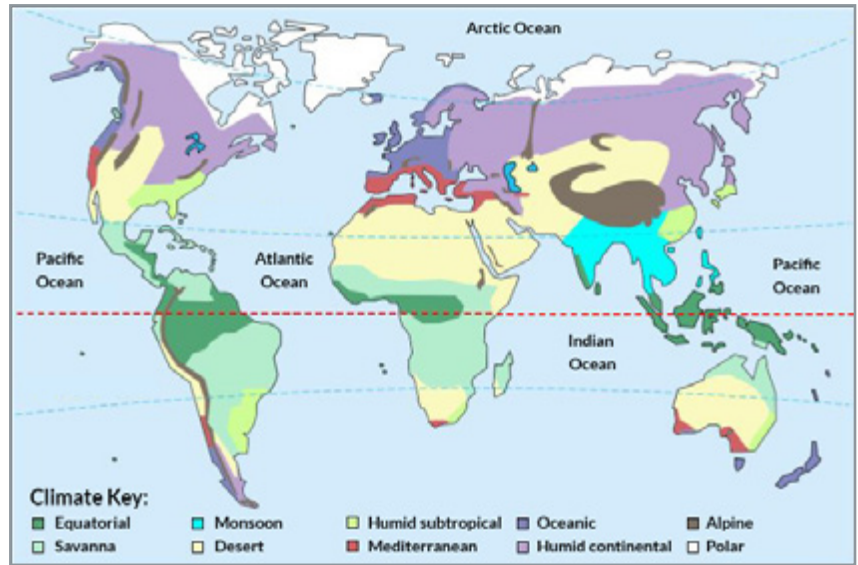 Arctic Ocean
Pacific
Ocean
Atlantic
Ocean
Pacific
Ocean
Indian
Ocean
Climate Key:
Equatorial
Monsoon
Humid subtropical
Oceanic
Alpine
Savanna
Desert
Mediterranean
Humid continental
Polar